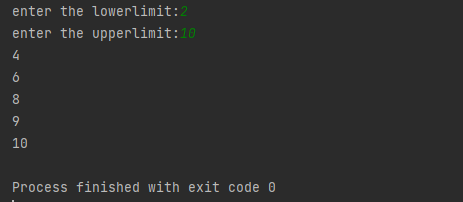 enter the lowerlimit:2
enter the upperlimit:10
4
6
8
9
10
Process finished with exit code 0